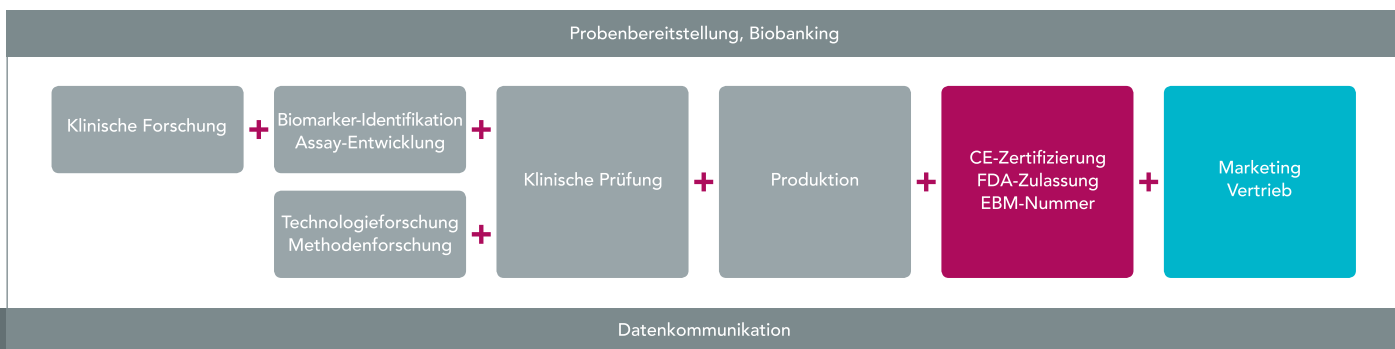 Probenbereitstellung, Biobanking
Klinische Forschung
+
Biomarker-Identifikation
Assay-Entwicklung
+
Technologieforschung
Methodenforschung
+
Klinische Prüfung
+
Produktion
+
CE-Zertifizierung
FDA-Zulassung
EBM-Nummer
+
Marketing
Vertrieb
Datenkommunikation